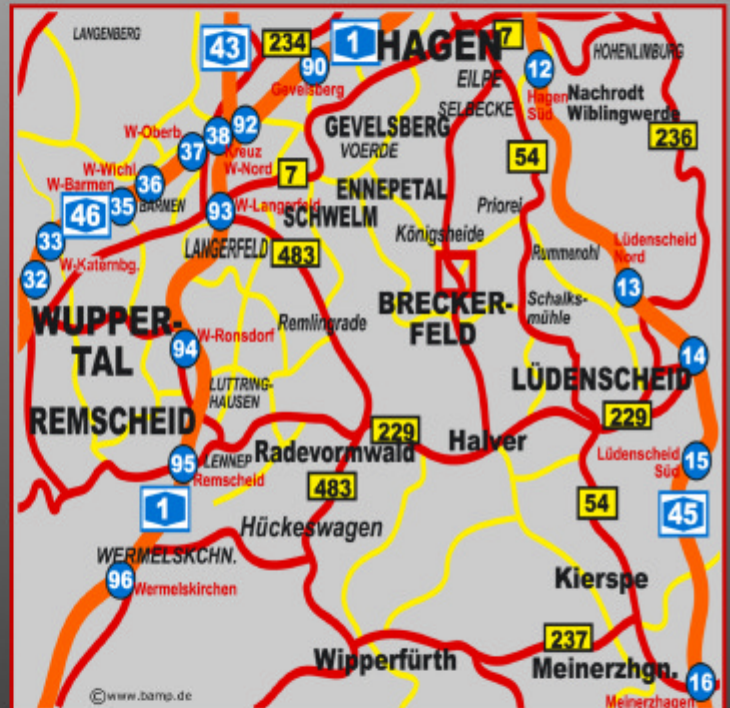 LANGENBERG
43
234
1
HAGEN
7
HOHENLIMBURG
90
Gevelsberg
EILPE
12
Hagen
Süd
Nachrodt
Wiblingwerde
SELBECKE
W-Oberb.
38
92
37
Kreuz
W-Nord
GEVELSBERG
VOERDE
54
236
W-Wichl.
36
W-Barmen
35
BARMEN
46
7
ENNEPETAL
93
W-Langerfeld
SCHWELM
Priorei
33
W-Katernbg.
32
LANGERFELD
483
Königsheide
Rummenohl
Lüdenscheid
Nord
13
WUPPER-
TAL
Remlingrade
BRECKER-
FELD
Schalks-
mühle
94
W-Ronsdorf
14
LÜDENSCHEID
LÜTTRING-
HAUSEN
REMSCHEID
229
229
Halver
Radevormwald
95
LENNEP
Remscheid
Lüdenscheid
Süd
15
483
54
1
45
Hückeswagen
WERMELSKCHN.
96
Wermelskirchen
Kierspe
237
Wipperfürth
Meinerzhgn.
16
Meinerzhagen
©www.bamp.de